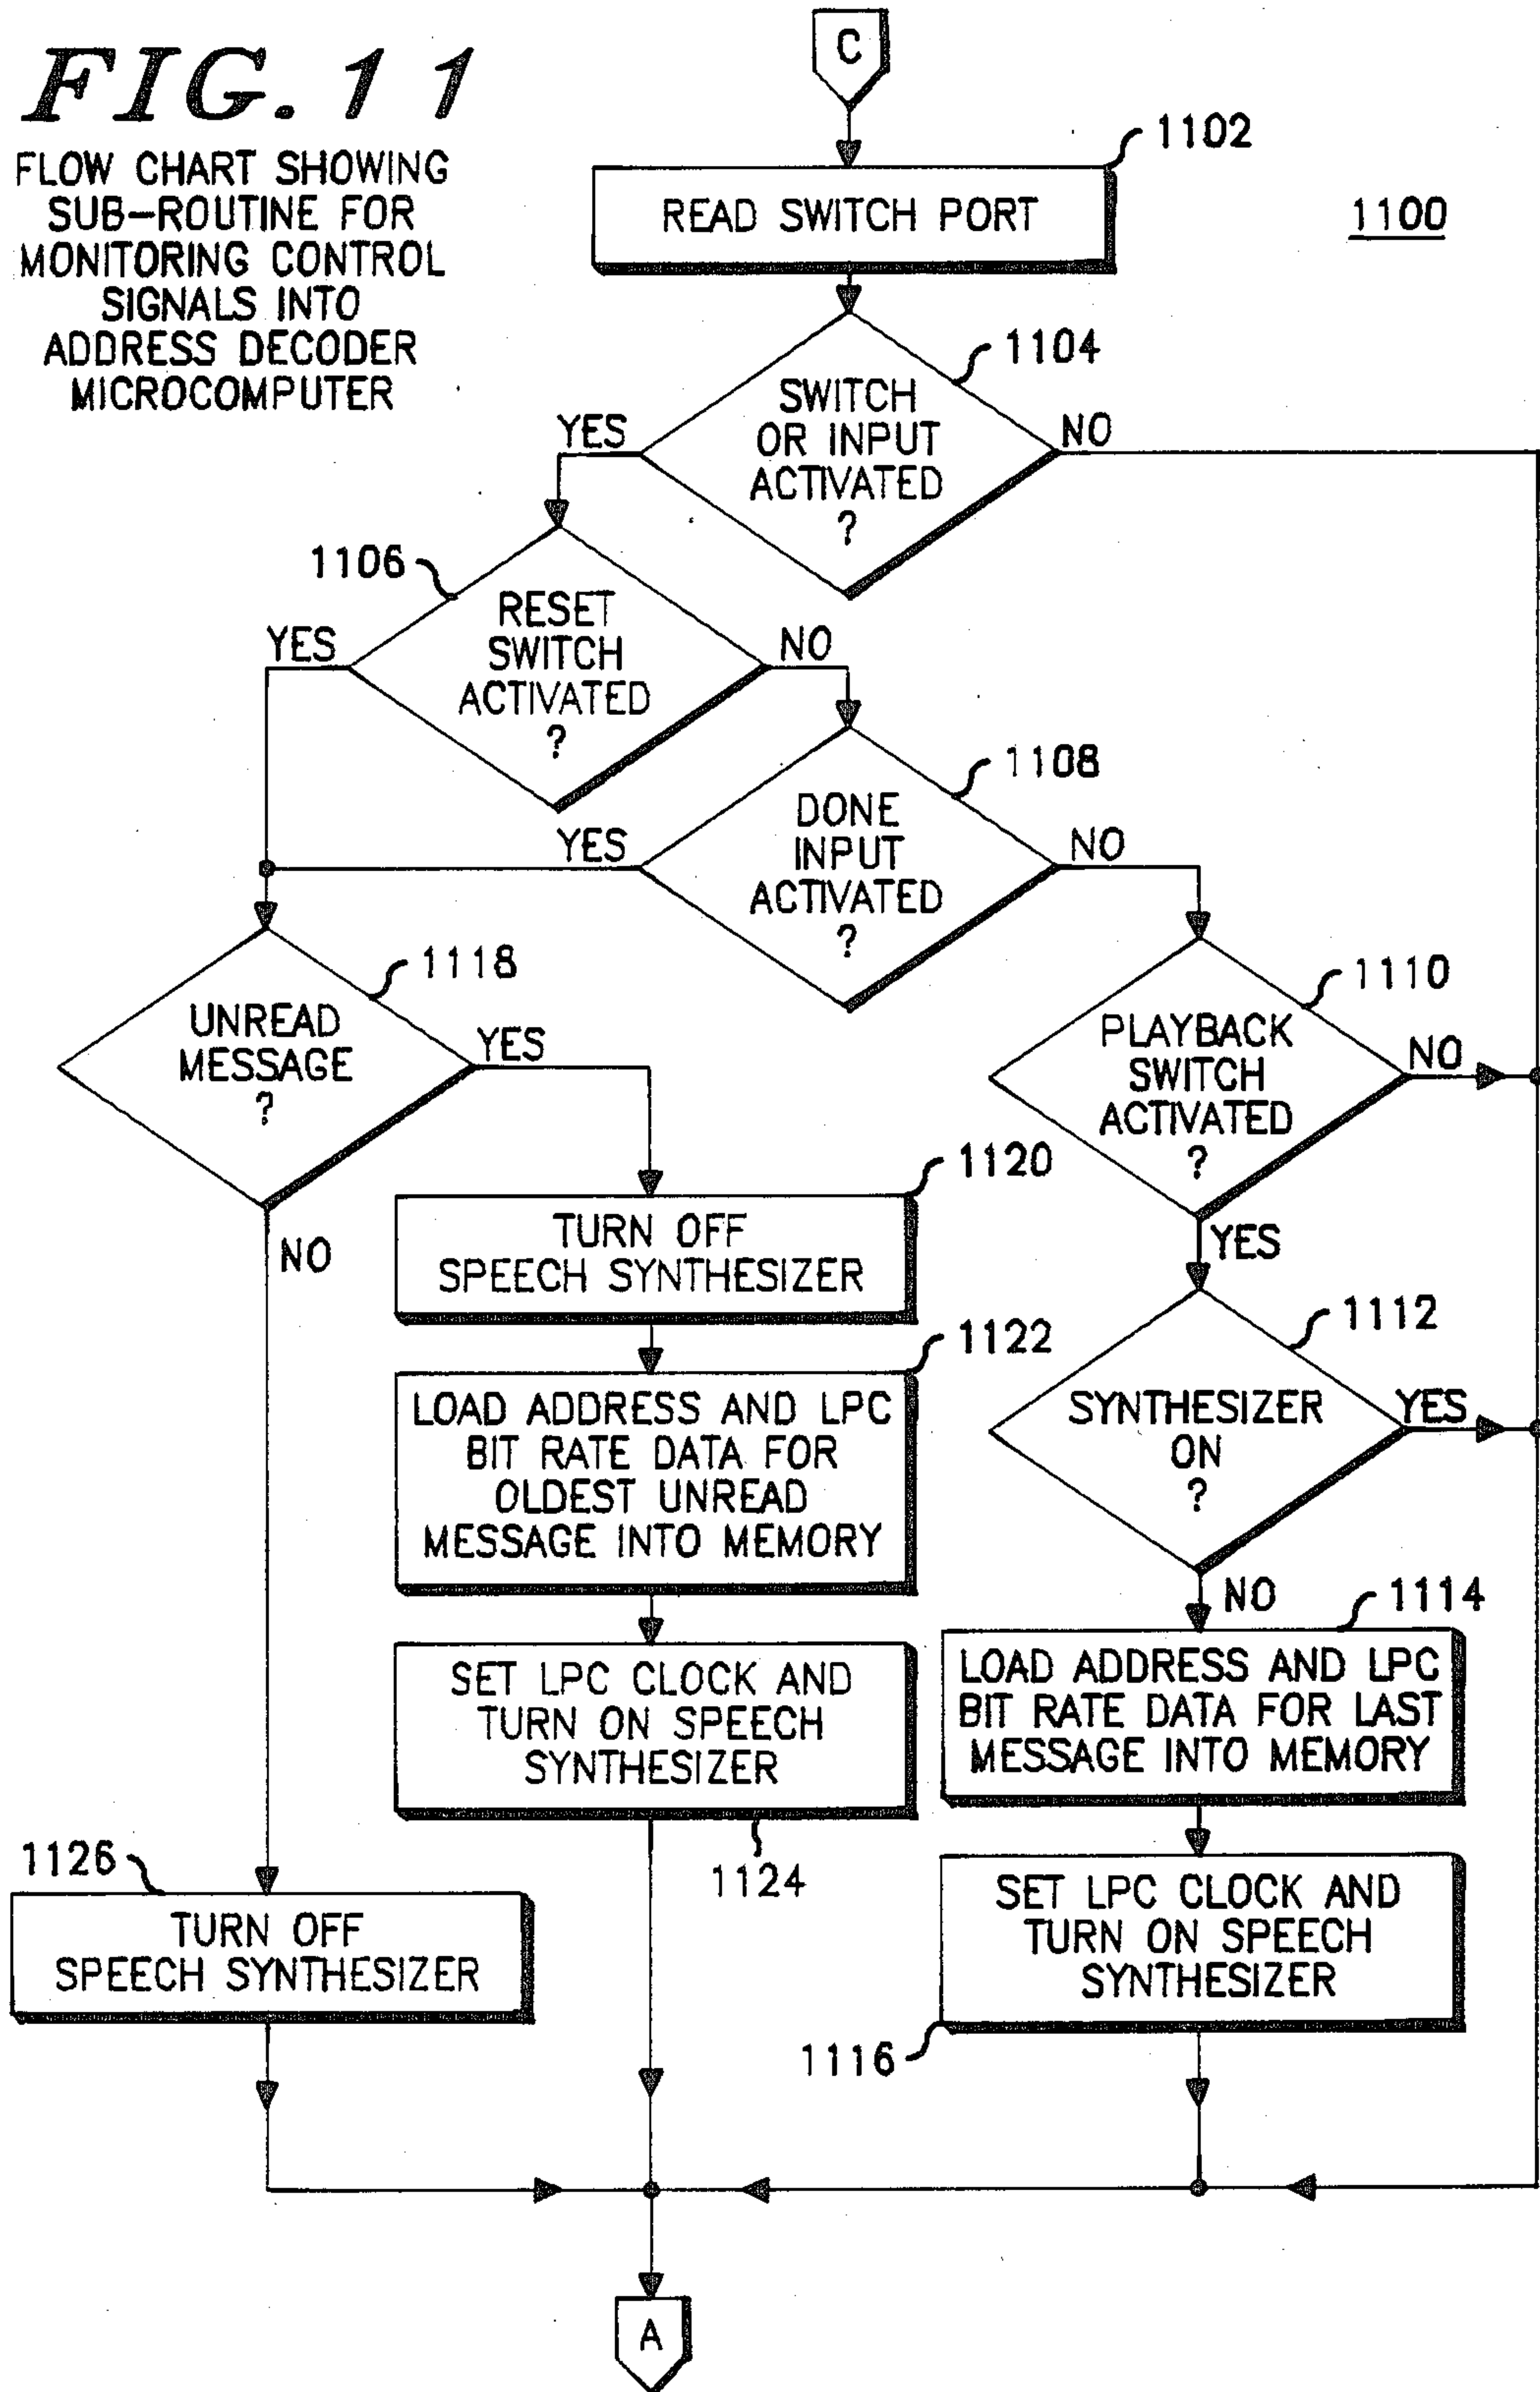 C
FIG. 11
FLOW CHART SHOWING
SUB-ROUTINE FOR
MONITORING CONTROL
SIGNALS INTO
ADDRESS DECODER
MICROCOMPUTER
1102
READ SWITCH PORT
1100
1104
SWITCH
OR INPUT
ACTIVATED
?
YES
NO
1106
RESET
SWITCH
ACTIVATED
?
YES
NO
1108
DONE
INPUT
ACTIVATED
?
YES
NO
1118
UNREAD
MESSAGE
?
YES
NO
1110
PLAYBACK
SWITCH
ACTIVATED
?
NO
YES
1120
TURN OFF
SPEECH SYNTHESIZER
1122
LOAD ADDRESS AND LPC
BIT RATE DATA FOR
OLDEST UNREAD
MESSAGE INTO MEMORY
1112
SYNTHESIZER
ON
?
YES
NO
1114
LOAD ADDRESS AND LPC
BIT RATE DATA FOR LAST
MESSAGE INTO MEMORY
SET LPC CLOCK AND
TURN ON SPEECH
SYNTHESIZER
1124
1126
TURN OFF
SPEECH SYNTHESIZER
SET LPC CLOCK AND
TURN ON SPEECH
SYNTHESIZER
1116
A